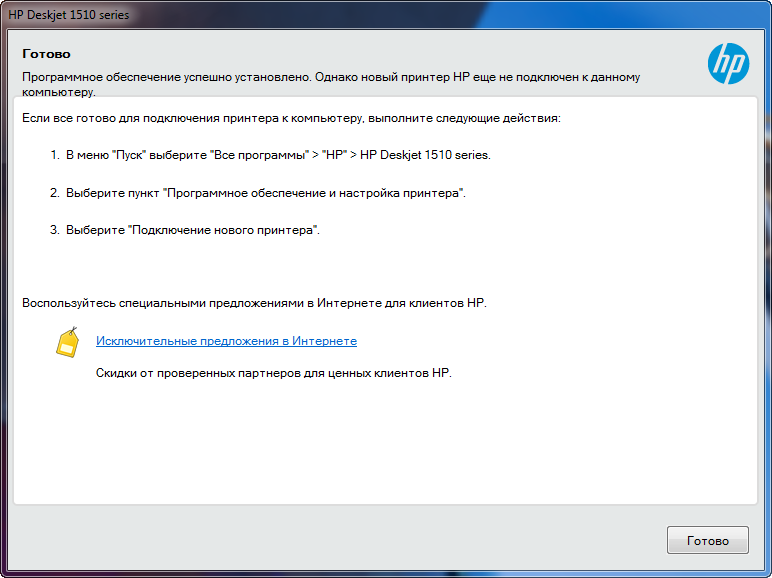 HP Deskjet 1510 series
Готово
Программное обеспечение успешно установлено. Однако новый принтер HP еще не подключен к данному
компьютеру.
hp
Если все готово для подключения принтера к компьютеру, выполните следующие действия:
1. В меню "Пуск" выберите "Все программы" > "HP" > HP Deskjet 1510 series.
2. Выберите пункт "Программное обеспечение и настройка принтера".
3. Выберите "Подключение нового принтера".
Воспользуйтесь специальными предложениями в Интернете для клиентов HP.
Исключительные предложения в Интернете
Скидки от проверенных партнеров для ценных клиентов HP.
Готово